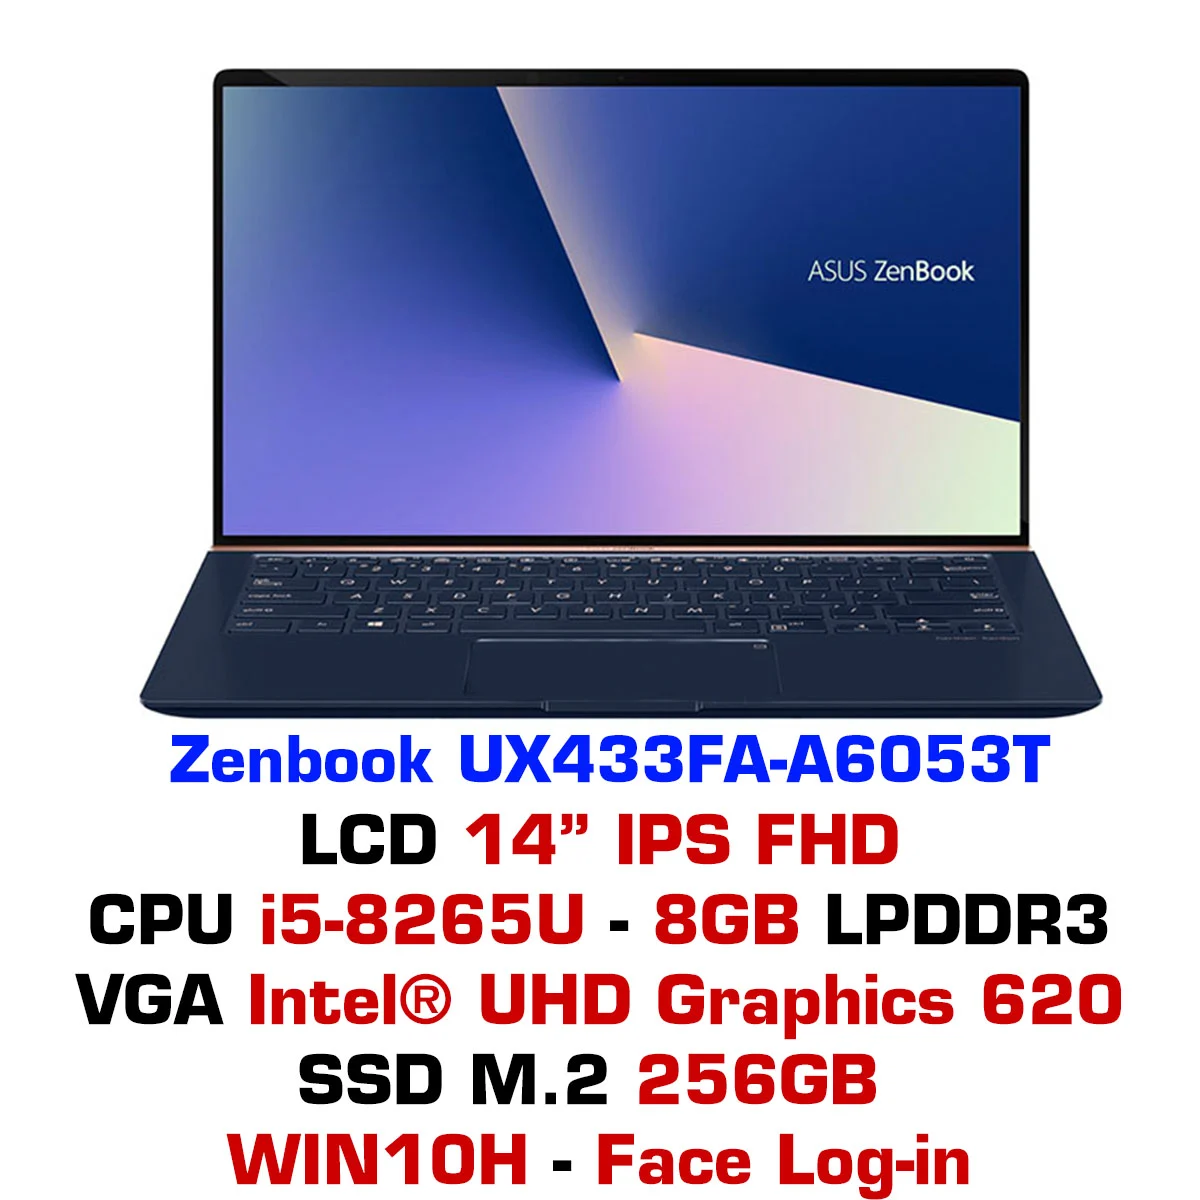 ASUS ZenBook
Zenbook UX433FA-A6053T
LCD 14” IPS FHD
CPU i5-8265U - 8GB LPDDR3
VGA Intel® UHD Graphics 620
SSD M.2 256GB
WIN10H - Face Log-in